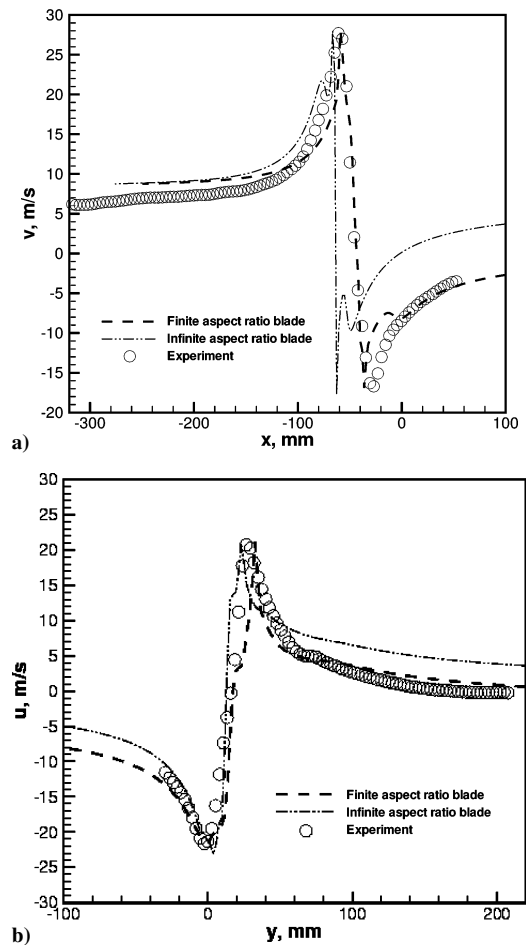 30
25
20
15
10
5
0
-5
-10
-15
-20
v, m/s
Finite aspect ratio blade
Infinite aspect ratio blade
Experiment
-300
-200
-100
0
100
x, mm
a)
30
25
20
15
10
5
0
-5
-10
-15
-20
-25
-30
u, m/s
Finite aspect ratio blade
Infinite aspect ratio blade
Experiment
-100
0
100
200
y, mm
b)